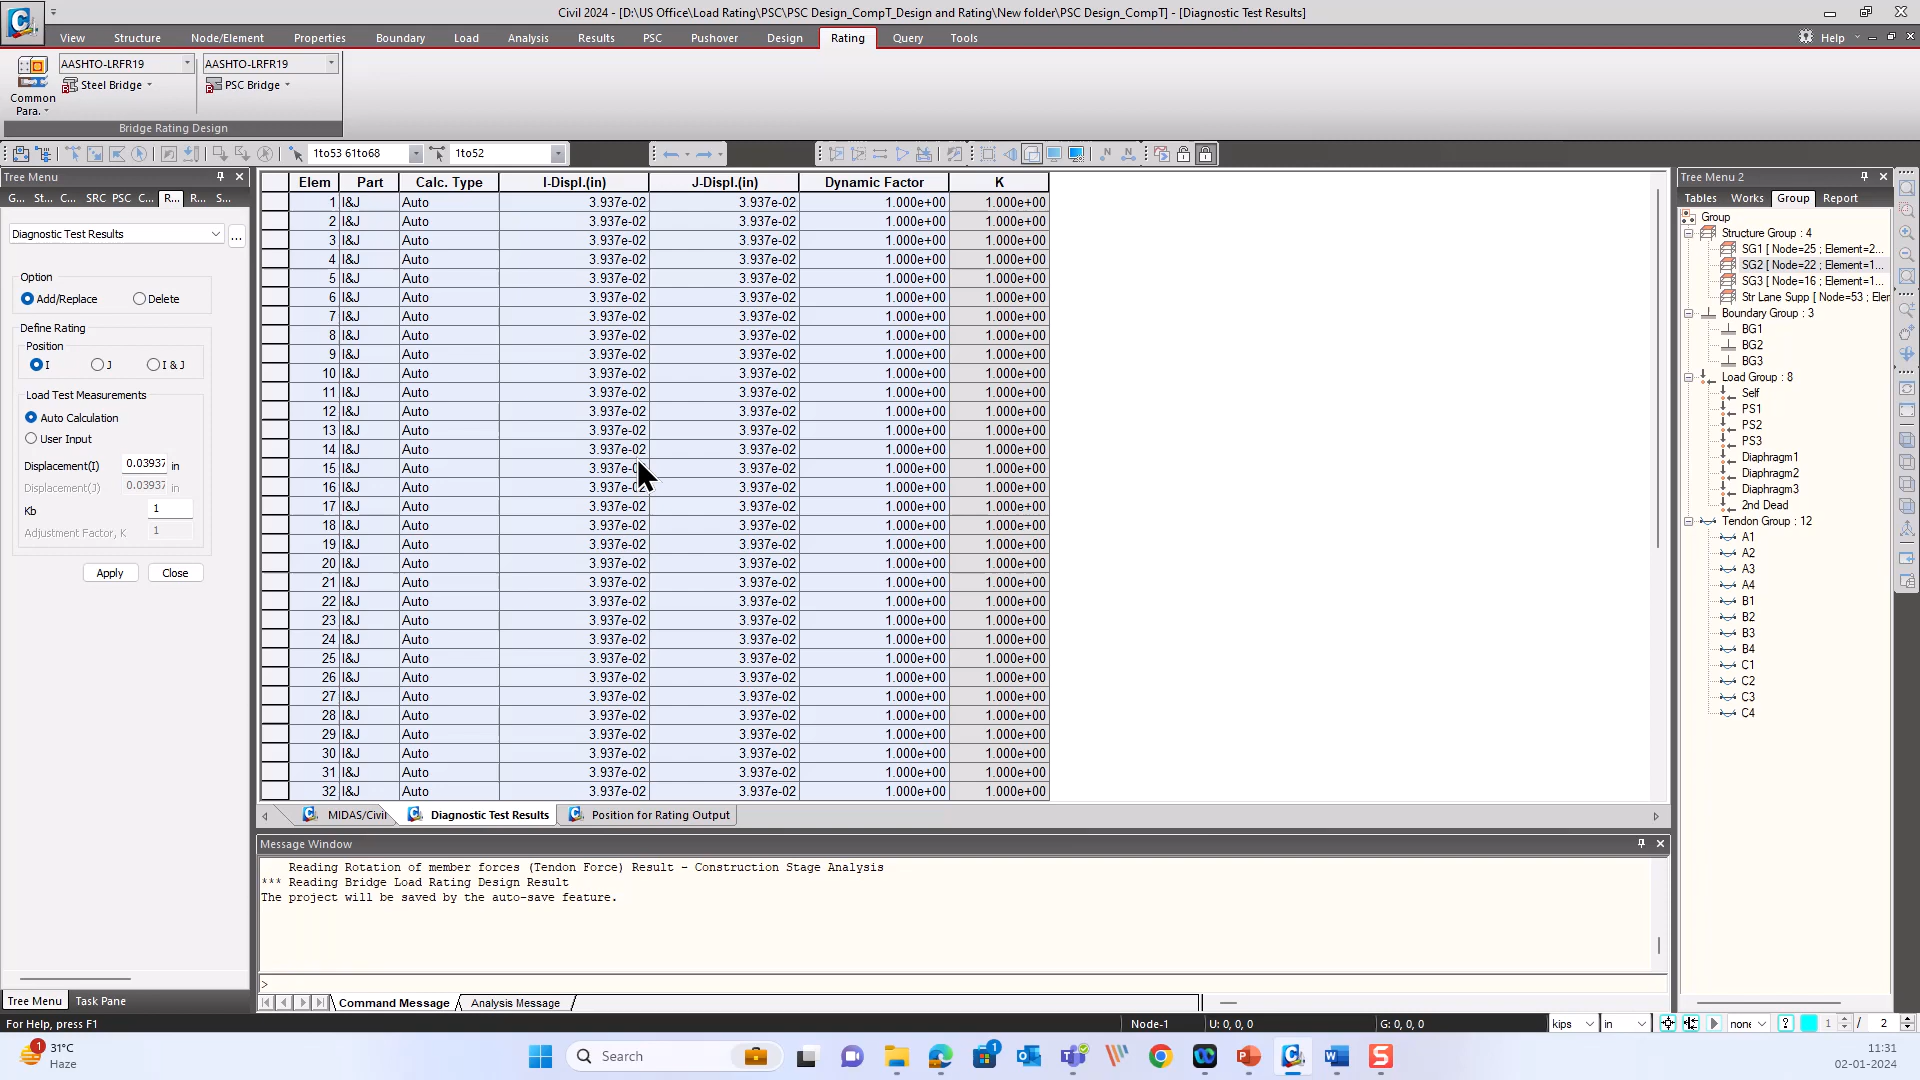 Civil 2024 - [D:\US Office\Load Rating\PSC\PSC Design_CompT_Design and Rating\New folder\PSC Design_CompT] - [Diagnostic Test Results]
View Structure Node/Element Properties Boundary Load Analysis Results PSC Pushover Design Rating Query Tools Help
AASHTO-LRFR19 AASHTO-LRFR19
Steel Bridge PSC Bridge
Common
Para.
Bridge Rating Design
1to53 61to68 1to52
Tree Menu
G... St... C... SRC PSC C... R... R... S...
Diagnostic Test Results ...
Option
Add/Replace Delete
Define Rating
Position
I J I & J
Load Test Measurements
Auto Calculation
User Input
Displacement(I) 0.03937 in
Displacement(J) 0.03937 in
Kb 1
Adjustment Factor, K 1
Apply Close
Tree Menu Task Pane
Elem Part Calc. Type I-Displ.(in) J-Displ.(in) Dynamic Factor K
1 I&J Auto 3.937e-02 3.937e-02 1.000e+00 1.000e+00
2 I&J Auto 3.937e-02 3.937e-02 1.000e+00 1.000e+00
3 I&J Auto 3.937e-02 3.937e-02 1.000e+00 1.000e+00
4 I&J Auto 3.937e-02 3.937e-02 1.000e+00 1.000e+00
5 I&J Auto 3.937e-02 3.937e-02 1.000e+00 1.000e+00
6 I&J Auto 3.937e-02 3.937e-02 1.000e+00 1.000e+00
7 I&J Auto 3.937e-02 3.937e-02 1.000e+00 1.000e+00
8 I&J Auto 3.937e-02 3.937e-02 1.000e+00 1.000e+00
9 I&J Auto 3.937e-02 3.937e-02 1.000e+00 1.000e+00
10 I&J Auto 3.937e-02 3.937e-02 1.000e+00 1.000e+00
11 I&J Auto 3.937e-02 3.937e-02 1.000e+00 1.000e+00
12 I&J Auto 3.937e-02 3.937e-02 1.000e+00 1.000e+00
13 I&J Auto 3.937e-02 3.937e-02 1.000e+00 1.000e+00
14 I&J Auto 3.937e-02 3.937e-02 1.000e+00 1.000e+00
15 I&J Auto 3.937e-02 3.937e-02 1.000e+00 1.000e+00
16 I&J Auto 3.937e-02 3.937e-02 1.000e+00 1.000e+00
17 I&J Auto 3.937e-02 3.937e-02 1.000e+00 1.000e+00
18 I&J Auto 3.937e-02 3.937e-02 1.000e+00 1.000e+00
19 I&J Auto 3.937e-02 3.937e-02 1.000e+00 1.000e+00
20 I&J Auto 3.937e-02 3.937e-02 1.000e+00 1.000e+00
21 I&J Auto 3.937e-02 3.937e-02 1.000e+00 1.000e+00
22 I&J Auto 3.937e-02 3.937e-02 1.000e+00 1.000e+00
23 I&J Auto 3.937e-02 3.937e-02 1.000e+00 1.000e+00
24 I&J Auto 3.937e-02 3.937e-02 1.000e+00 1.000e+00
25 I&J Auto 3.937e-02 3.937e-02 1.000e+00 1.000e+00
26 I&J Auto 3.937e-02 3.937e-02 1.000e+00 1.000e+00
27 I&J Auto 3.937e-02 3.937e-02 1.000e+00 1.000e+00
28 I&J Auto 3.937e-02 3.937e-02 1.000e+00 1.000e+00
29 I&J Auto 3.937e-02 3.937e-02 1.000e+00 1.000e+00
30 I&J Auto 3.937e-02 3.937e-02 1.000e+00 1.000e+00
31 I&J Auto 3.937e-02 3.937e-02 1.000e+00 1.000e+00
32 I&J Auto 3.937e-02 3.937e-02 1.000e+00 1.000e+00
MIDAS/Civil Diagnostic Test Results Position for Rating Output
Message Window
Reading Rotation of member forces (Tendon Force) Result - Construction Stage Analysis
*** Reading Bridge Load Rating Design Result
The project will be saved by the auto-save feature.
>
Command Message Analysis Message
Tree Menu 2
Tables Works Group Report
Group
Structure Group : 4
SG1 [ Node=25 ; Element=2...
SG2 [ Node=22 ; Element=1...
SG3 [ Node=16 ; Element=1...
Str Lane Supp [ Node=53 ; Eler
Boundary Group : 3
BG1
BG2
BG3
Load Group : 8
Self
PS1
PS2
PS3
Diaphragm1
Diaphragm2
Diaphragm3
2nd Dead
Tendon Group : 12
A1
A2
A3
A4
B1
B2
B3
B4
C1
C2
C3
C4
For Help, press F1 Node-1 U: 0, 0, 0 G: 0, 0, 0 kips in none ? 1 / 2
1
31°C
Haze
Search
1
11:31
02-01-2024